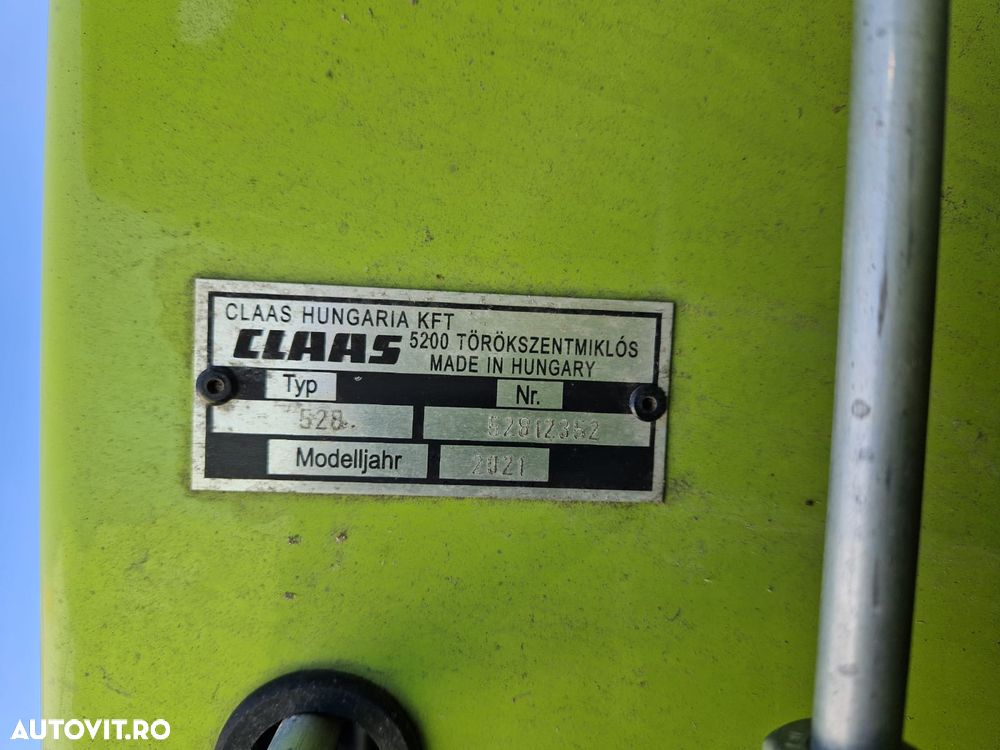 CLAAS HUNGARIA KFT
CLAAS 5200 TÖRÖKSZENTMIKLÓS
MADE IN HUNGARY
Typ Nr.
528 52812352
Modelljahr 2021
AUTOVIT.RO